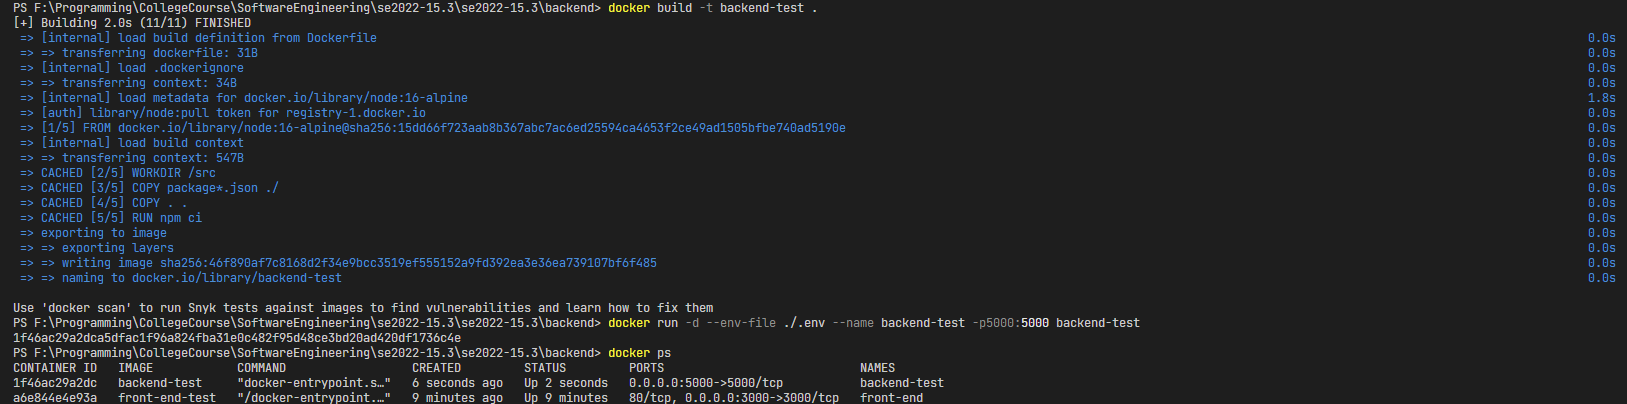 PS F:\Programming\CollegeCourse\SoftwareEngineering\se2022-15.3\se2022-15.3\backend> docker build -t backend-test .
[+] Building 2.0s (11/11) FINISHED
=> [internal] load build definition from Dockerfile 0.0s
=> => transferring dockerfile: 31B 0.0s
=> [internal] load .dockerignore 0.0s
=> => transferring context: 34B 0.0s
=> [internal] load metadata for docker.io/library/node:16-alpine 1.8s
=> [auth] library/node:pull token for registry-1.docker.io 0.0s
=> [1/5] FROM docker.io/library/node:16-alpine@sha256:15dd66f723aab8b367abc7ac6ed25594ca4653f2ce49ad1505bfbe740ad5190e 0.0s
=> [internal] load build context 0.0s
=> => transferring context: 547B 0.0s
=> CACHED [2/5] WORKDIR /src 0.0s
=> CACHED [3/5] COPY package*.json ./ 0.0s
=> CACHED [4/5] COPY . . 0.0s
=> CACHED [5/5] RUN npm ci 0.0s
=> exporting to image 0.0s
=> => exporting layers 0.0s
=> => writing image sha256:46f890af7c8168d2f34e9bcc3519ef555152a9fd392ea3e36ea739107bf6f485 0.0s
=> => naming to docker.io/library/backend-test 0.0s
Use 'docker scan' to run Snyk tests against images to find vulnerabilities and learn how to fix them
PS F:\Programming\CollegeCourse\SoftwareEngineering\se2022-15.3\se2022-15.3\backend> docker run -d --env-file ./.env --name backend-test -p5000:5000 backend-test
1f46ac29a2dca5dfac1f96a824fba31e0c482f95d48ce3bd20ad420df1736c4e
PS F:\Programming\CollegeCourse\SoftwareEngineering\se2022-15.3\se2022-15.3\backend> docker ps
CONTAINER ID IMAGE COMMAND CREATED STATUS PORTS NAMES
1f46ac29a2dc backend-test "docker-entrypoint.s…" 6 seconds ago Up 2 seconds 0.0.0.0:5000->5000/tcp backend-test
a6e844e4e93a front-end-test "/docker-entrypoint.…" 9 minutes ago Up 9 minutes 80/tcp, 0.0.0.0:3000->3000/tcp front-end